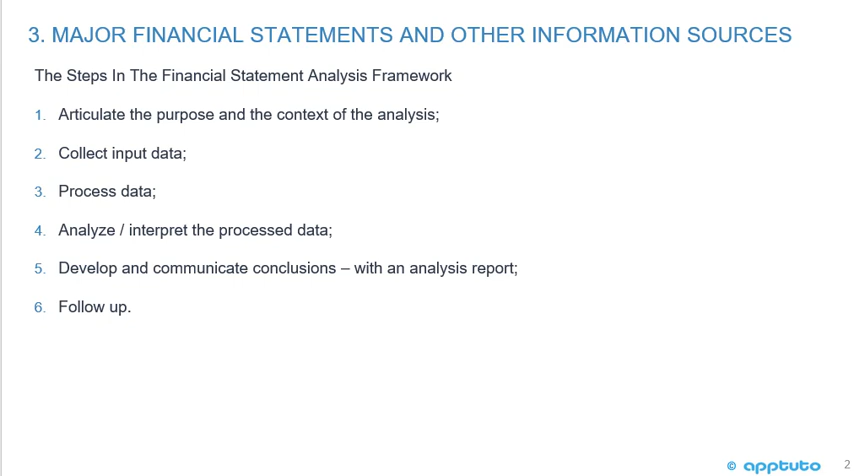 3. MAJOR FINANCIAL STATEMENTS AND OTHER INFORMATION SOURCES
The Steps In The Financial Statement Analysis Framework
1. Articulate the purpose and the context of the analysis;
2. Collect input data;
3. Process data;
4. Analyze / interpret the processed data;
5. Develop and communicate conclusions – with an analysis report;
6. Follow up.
© apptuto 2